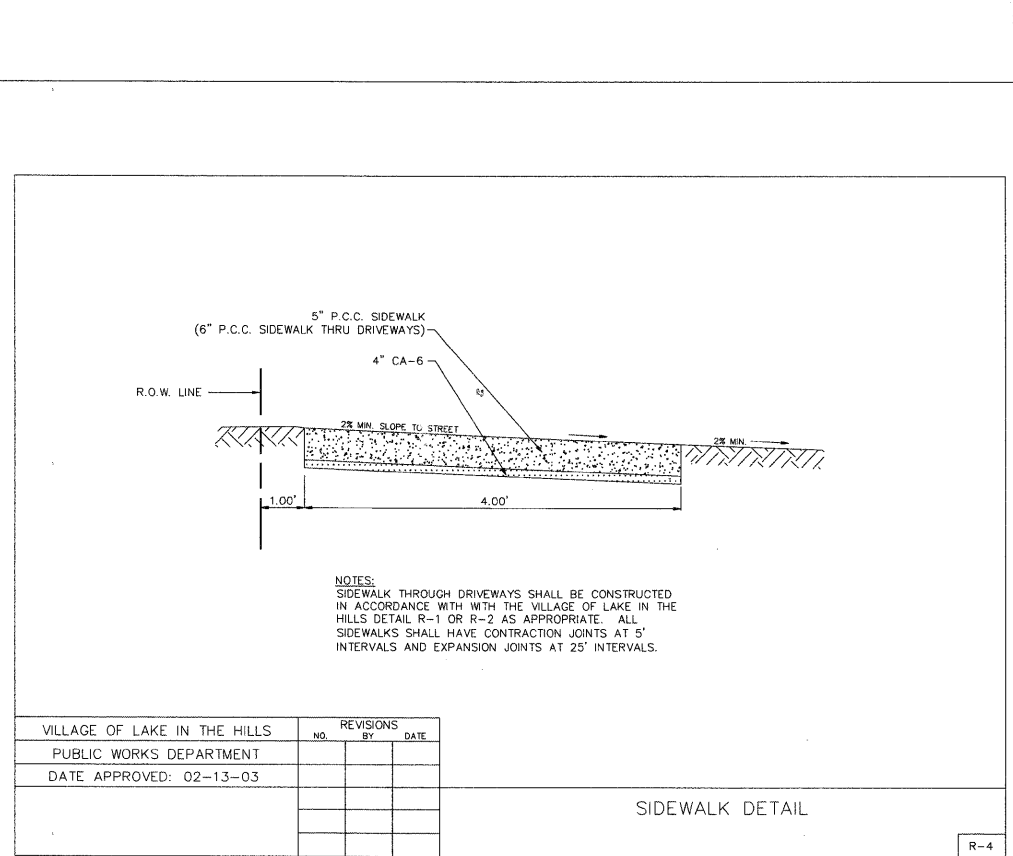 5" P.C.C. SIDEWALK
(6" P.C.C. SIDEWALK THRU DRIVEWAYS)
4" CA-6
R.O.W. LINE
2% MIN. SLOPE TO STREET
2% MIN.
1.00'
4.00'
NOTES:
SIDEWALK THROUGH DRIVEWAYS SHALL BE CONSTRUCTED
IN ACCORDANCE WITH WITH THE VILLAGE OF LAKE IN THE
HILLS DETAIL R-1 OR R-2 AS APPROPRIATE. ALL
SIDEWALKS SHALL HAVE CONTRACTION JOINTS AT 5'
INTERVALS AND EXPANSION JOINTS AT 25' INTERVALS.
VILLAGE OF LAKE IN THE HILLS
PUBLIC WORKS DEPARTMENT
DATE APPROVED: 02-13-03
REVISIONS
NO. BY DATE
SIDEWALK DETAIL
R-4